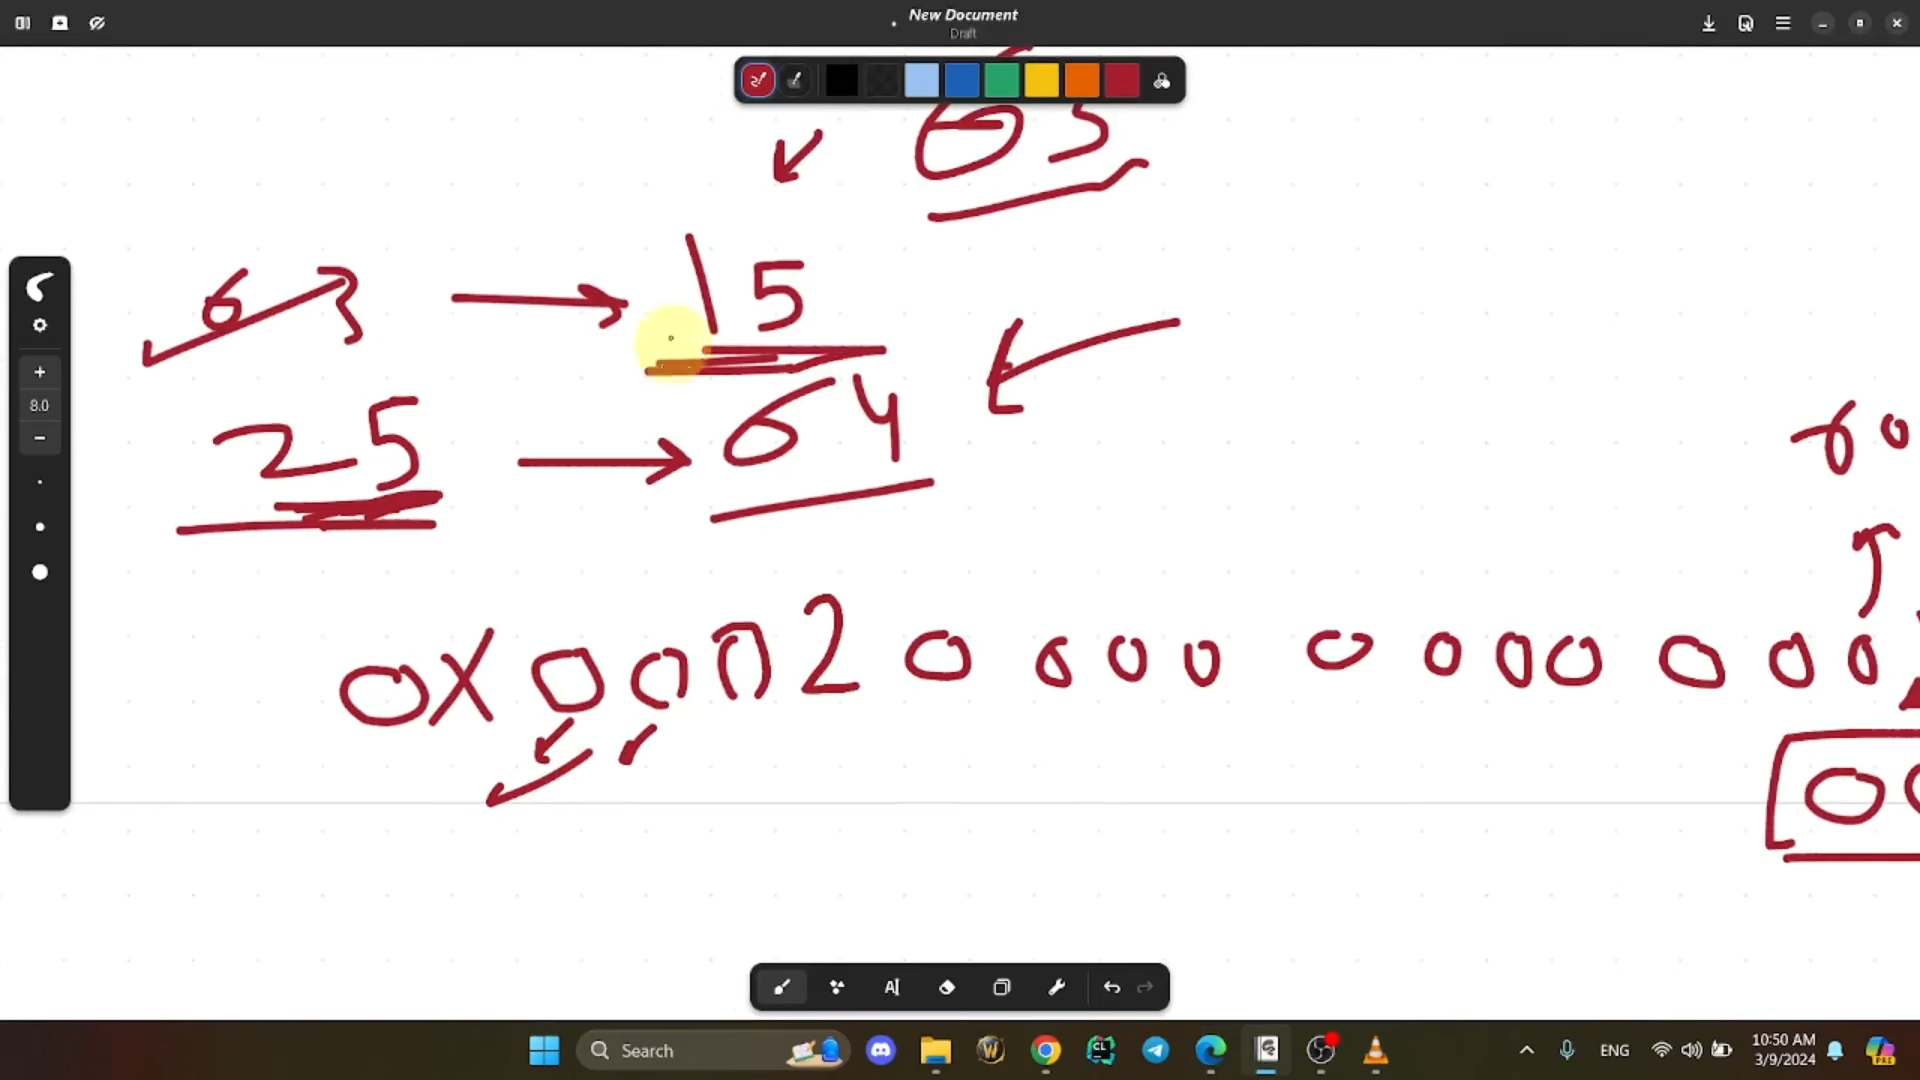 New Document
Draft
63
63 → 15
8.0
25 → 64
0x0002000000000000
A
Search
ENG
10:50 AM
3/9/2024